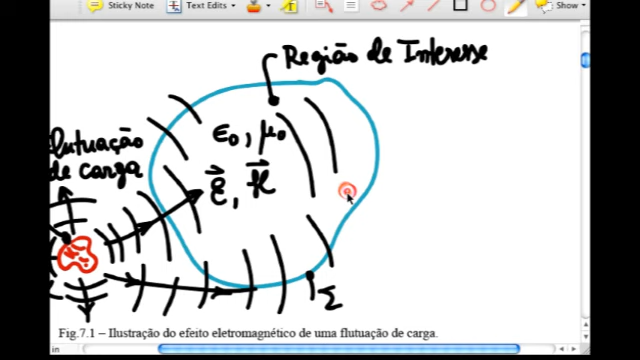 Sticky Note
Text Edits
Show
Região de Interesse
flutuação
de carga
ε₀, μ₀
Σ
Fig.7.1 – Ilustração do efeito eletromagnético de uma flutuação de carga.
in